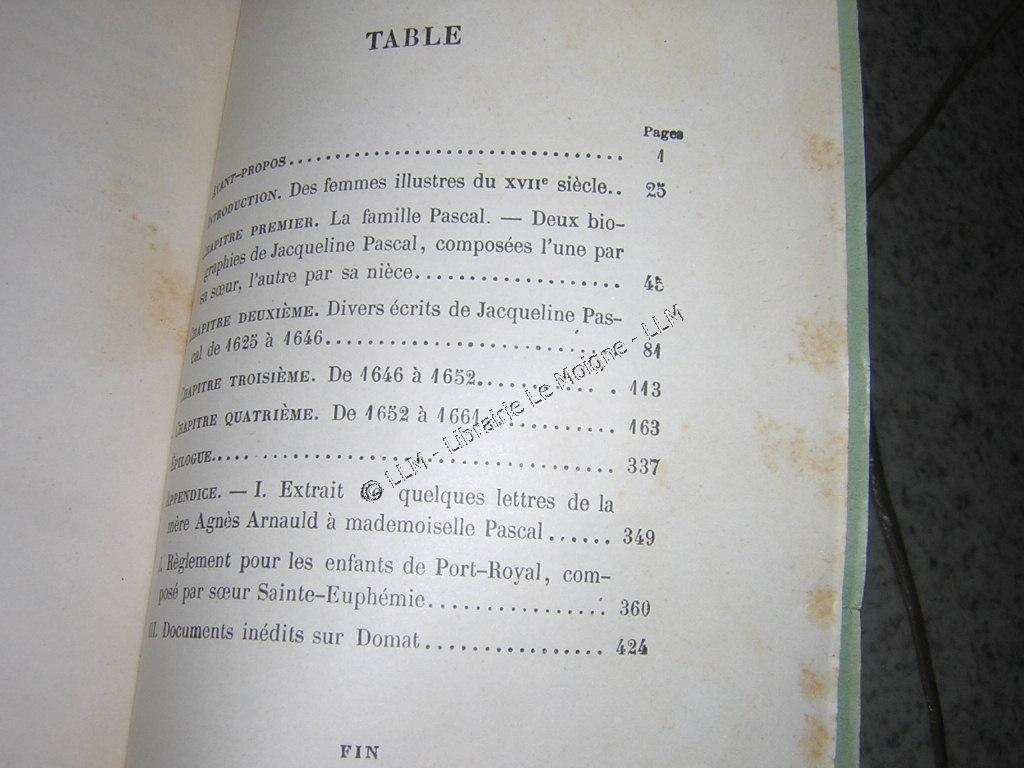 TABLE
Pages
AVANT-PROPOS........................................ 1
INTRODUCTION. Des femmes illustres du XVIIe siècle.. 25
CHAPITRE PREMIER. La famille Pascal. — Deux bio-
graphies de Jacqueline Pascal, composées l'une par
sa sœur, l'autre par sa nièce.................... 45
CHAPITRE DEUXIÈME. Divers écrits de Jacqueline Pas-
cal de 1625 à 1646............................... 81
CHAPITRE TROISIÈME. De 1646 à 1652............... 113
CHAPITRE QUATRIÈME. De 1652 à 1661............... 163
ÉPILOGUE......................................... 337
APPENDICE. — I. Extrait quelques lettres de la
mère Agnès Arnauld à mademoiselle Pascal...... 349
I. Règlement pour les enfants de Port-Royal, com-
posé par sœur Sainte-Euphémie................. 360
III. Documents inédits sur Domat................ 424
FIN
© LLM - Librairie Le Moigne - LLM